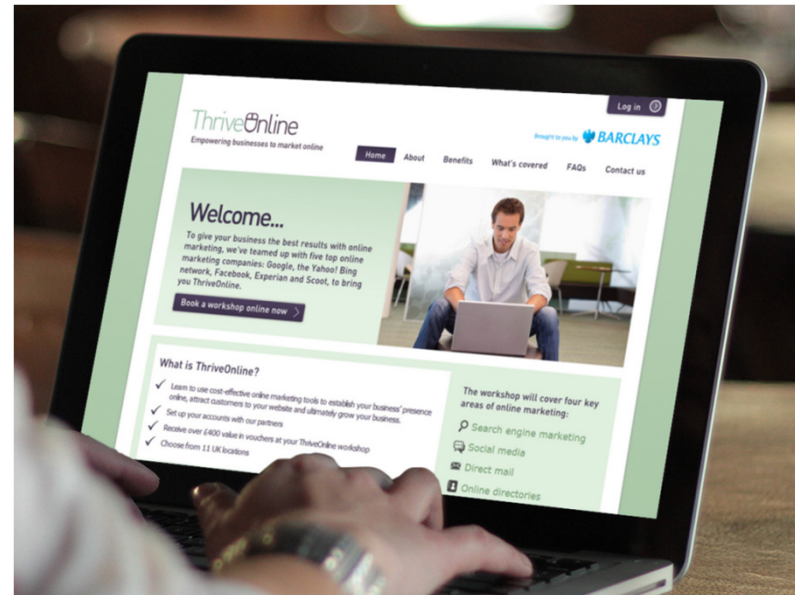 Log in
ThriveOnline
Empowering businesses to market online
Brought to you by BARCLAYS
Home About Benefits What's covered FAQs Contact us
Welcome...
To give your business the best results with online
marketing, we've teamed up with five top online
marketing companies: Google, the Yahoo! Bing
network, Facebook, Experian and Scoot, to bring
you ThriveOnline.
Book a workshop online now
What is ThriveOnline?
Learn to use cost-effective online marketing tools to establish your business' presence
online, attract customers to your website and ultimately grow your business.
Set up your accounts with our partners
Receive over £400 value in vouchers at your ThriveOnline workshop
Choose from 11 UK locations
The workshop will cover four key
areas of online marketing:
Search engine marketing
Social media
Direct mail
Online directories